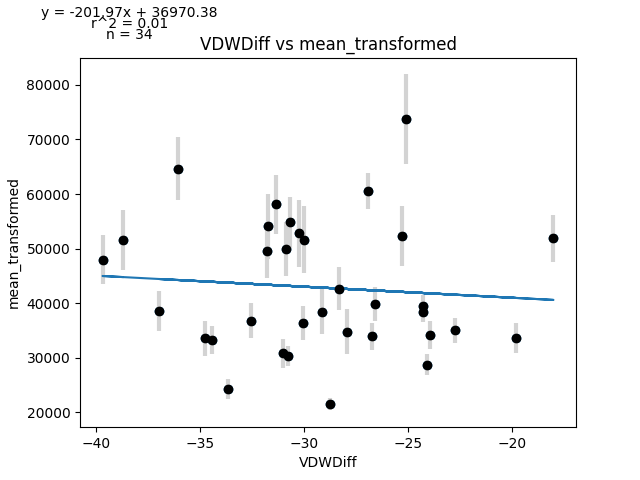 y = -201.97x + 36970.38
r^2 = 0.01
n = 34
VDWDiff vs mean_transformed
80000
70000
60000
50000
40000
30000
20000
mean_transformed
−40
−35
−30
−25
−20
VDWDiff